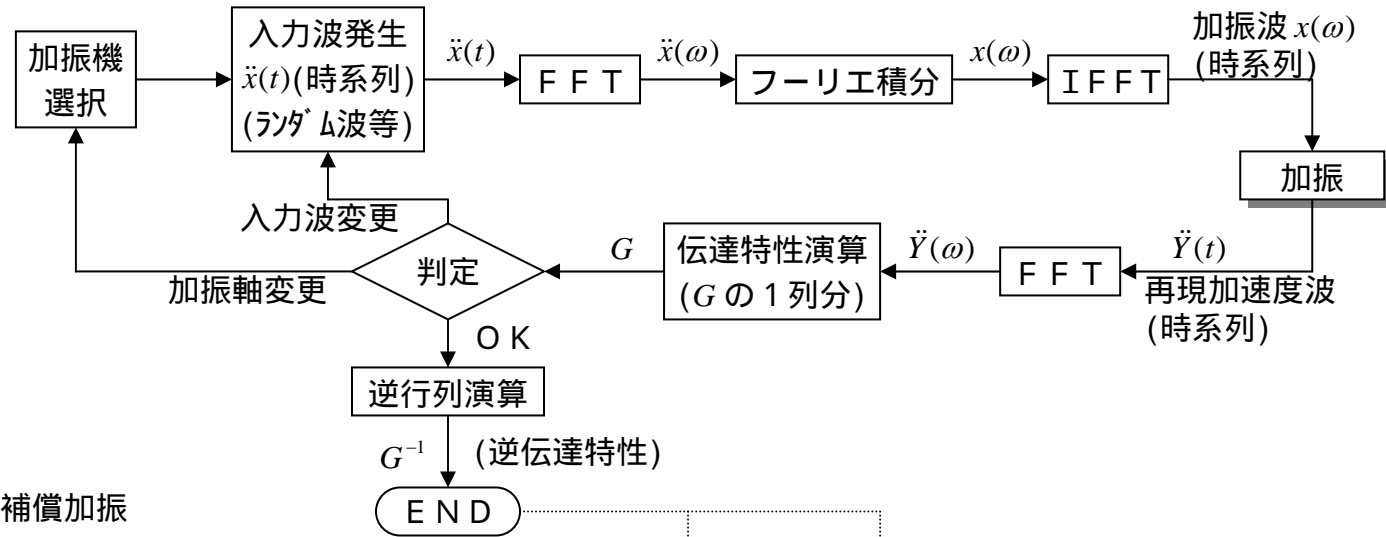 加振機
選択
入力波発生
ẍ(t)(時系列)
(ランダム波等)
ẍ(t)
ＦＦＴ
ẍ(ω)
フーリエ積分
x(ω)
ＩＦＦＴ
加振波 x(ω)
(時系列)
加振
Ÿ(t)
再現加速度波
(時系列)
ＦＦＴ
Ÿ(ω)
伝達特性演算
(G の１列分)
G
判定
入力波変更
加振軸変更
ＯＫ
逆行列演算
G⁻¹ (逆伝達特性)
ＥＮＤ
補償加振